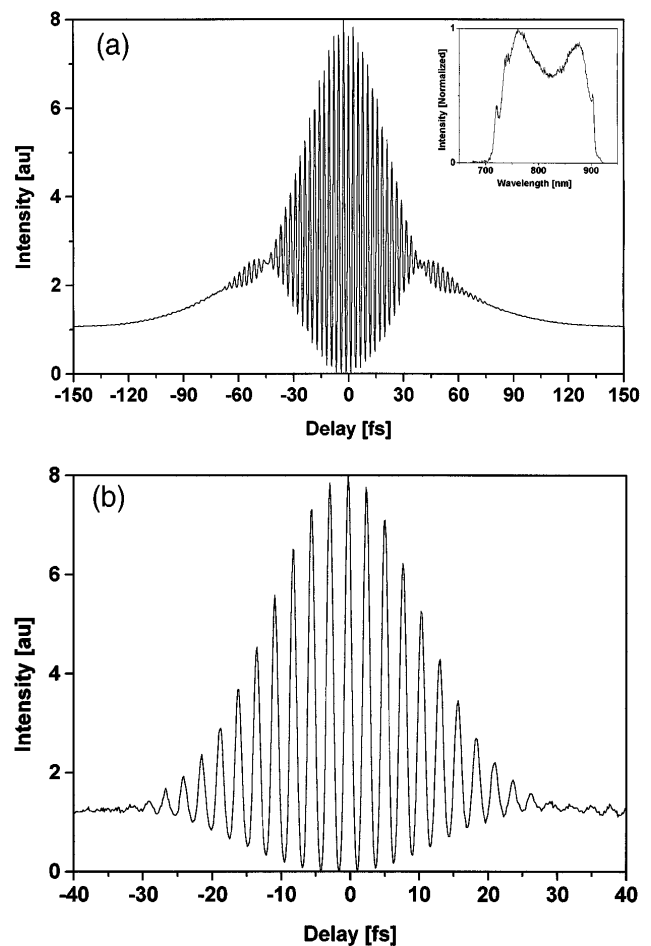 (a)
8
6
4
2
0
Intensity [au]
-150 -120 -90 -60 -30 0 30 60 90 120 150
Delay [fs]
1
0
Intensity [Normalized]
700 800 900
Wavelength [nm]
(b)
8
6
4
2
0
Intensity [au]
-40 -30 -20 -10 0 10 20 30 40
Delay [fs]